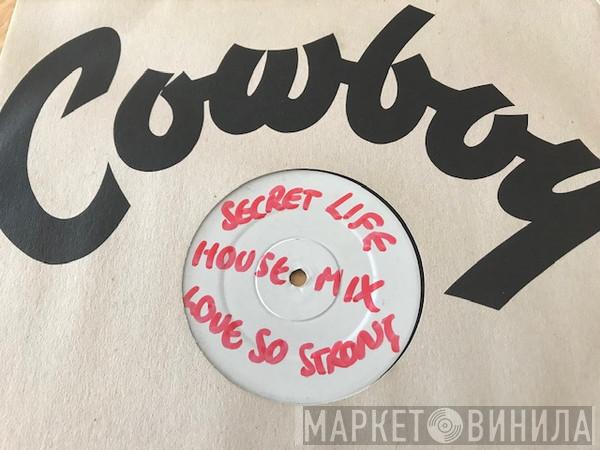 Cowboy
SECRET LIFE
HOUSE MIX
LOVE SO STRONG
МАРКЕТ ВИНИЛА